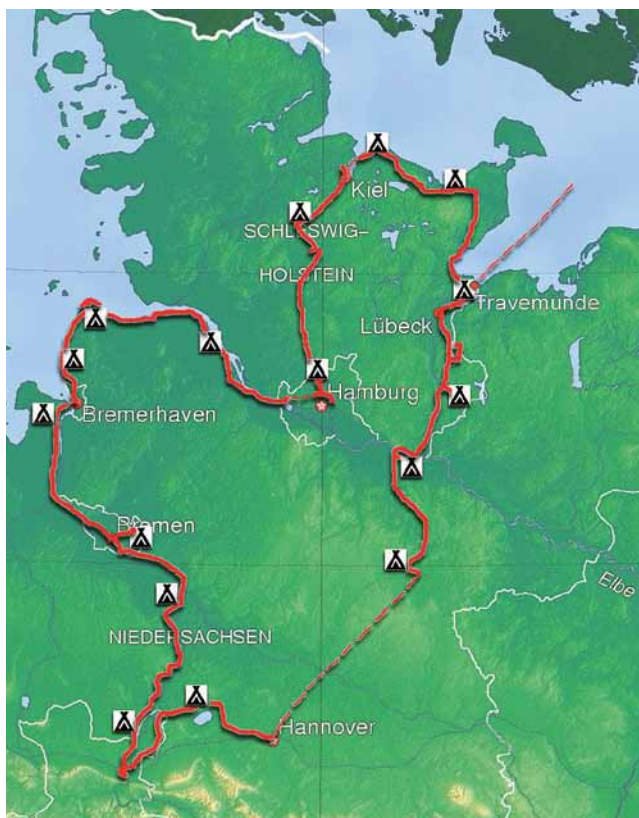 Kiel
SCHLESWIG–
HOLSTEIN
Travemunde
Lübeck
Hamburg
Bremerhaven
Bremen
Elbe
NIEDERSACHSEN
Hannover